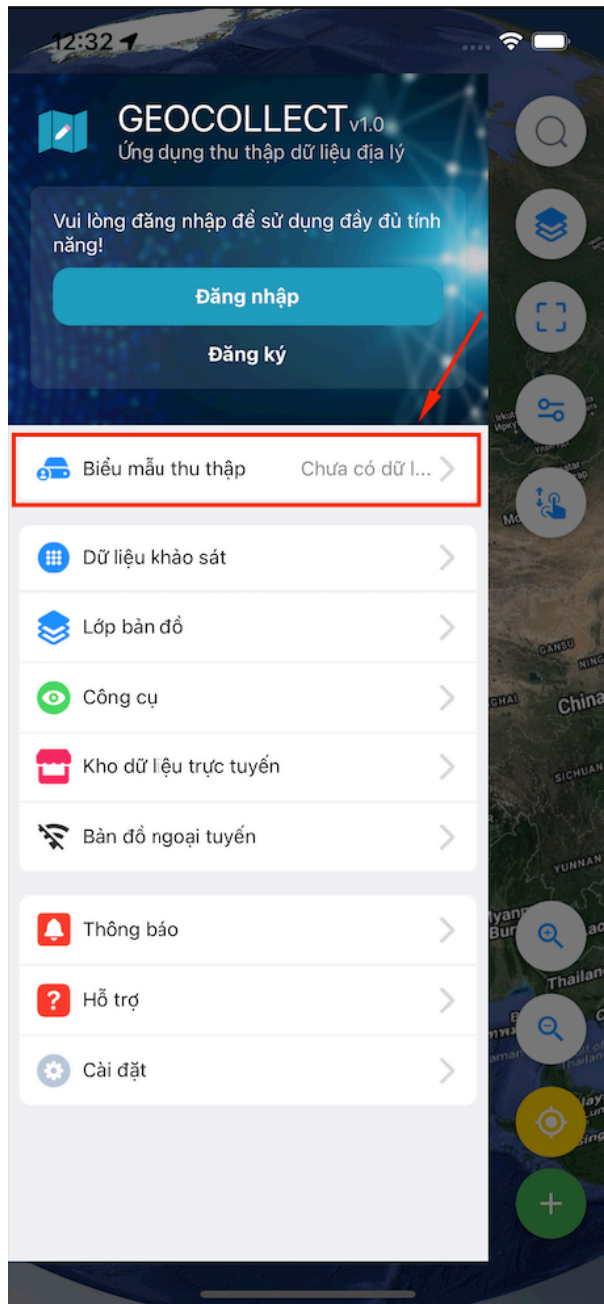 12:32
GEOCOLLECT v1.0
Ứng dụng thu thập dữ liệu địa lý
Vui lòng đăng nhập để sử dụng đầy đủ tính
năng!
Đăng nhập
Đăng ký
Biểu mẫu thu thập Chưa có dữ l...
Dữ liệu khảo sát
Lớp bản đồ
Công cụ
Kho dữ liệu trực tuyến
Bản đồ ngoại tuyến
Thông báo
Hỗ trợ
Cài đặt
GANSU
China
SICHUAN
YUNNAN
Thailan